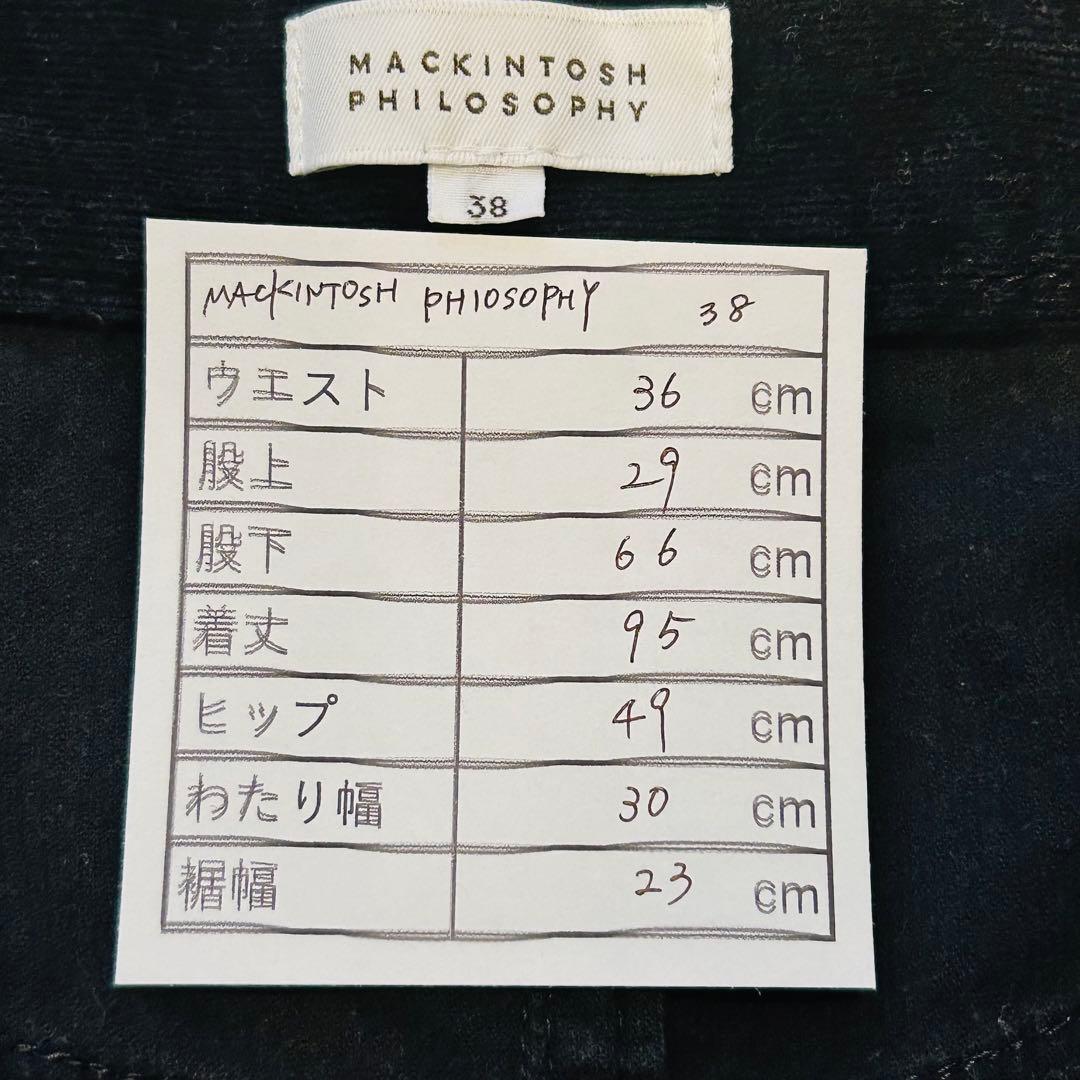 MACKINTOSH
PHILOSOPHY
38
MACKINTOSH PHIOSOPHY 38
ウエスト 36 cm
股上 29 cm
股下 66 cm
着丈 95 cm
ヒップ 49 cm
わたり幅 30 cm
裾幅 23 cm